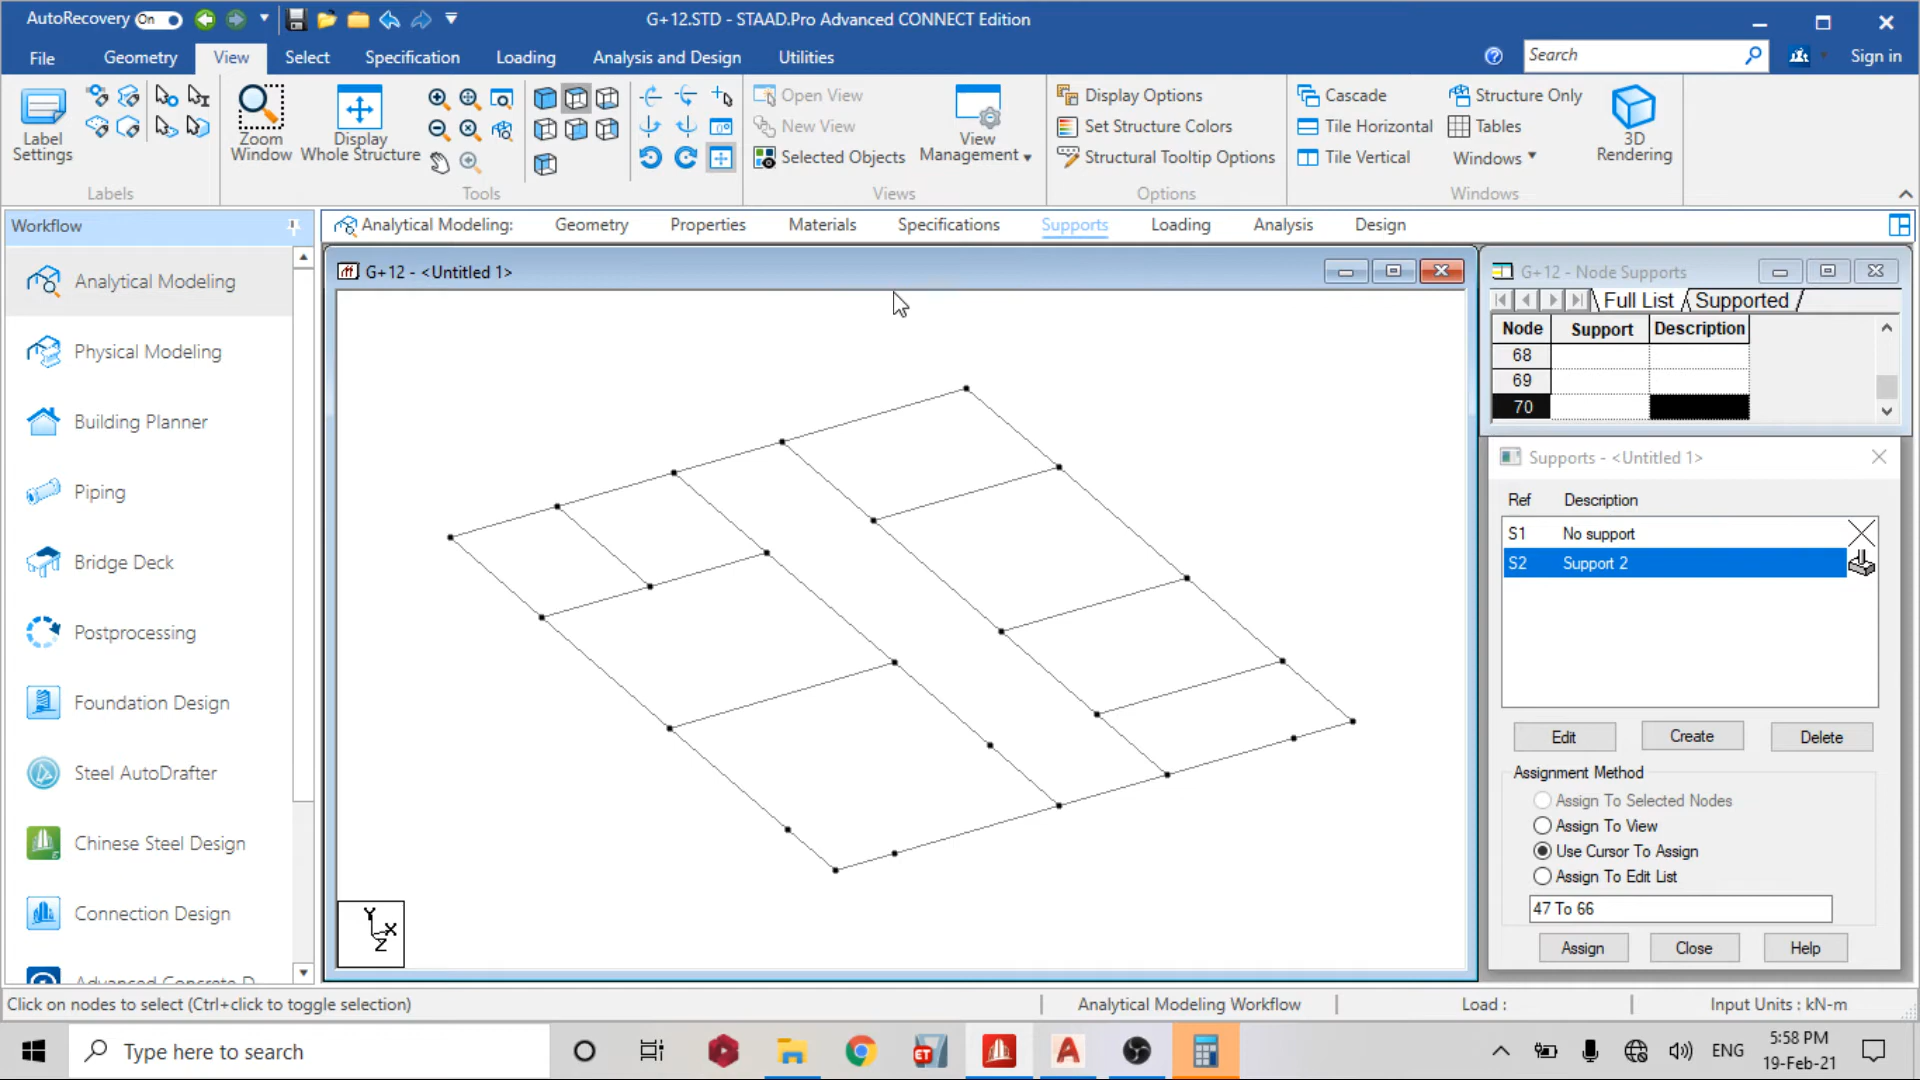 AutoRecovery On
G+12.STD - STAAD.Pro Advanced CONNECT Edition
File Geometry View Select Specification Loading Analysis and Design Utilities
Search
Sign in
Label Settings
Zoom Window
Display Whole Structure
Open View
New View
Selected Objects
View Management
Display Options
Set Structure Colors
Structural Tooltip Options
Cascade
Tile Horizontal
Tile Vertical
Structure Only
Tables
Windows
3D Rendering
Labels Tools Views Options Windows
Workflow
Analytical Modeling: Geometry Properties Materials Specifications Supports Loading Analysis Design
Analytical Modeling
Physical Modeling
Building Planner
Piping
Bridge Deck
Postprocessing
Foundation Design
Steel AutoDrafter
Chinese Steel Design
Connection Design
G+12 - <Untitled 1>
Y
X
Z
G+12 - Node Supports
Full List Supported
Node Support Description
68
69
70
Supports - <Untitled 1>
Ref Description
S1 No support
S2 Support 2
Edit Create Delete
Assignment Method
Assign To Selected Nodes
Assign To View
Use Cursor To Assign
Assign To Edit List
47 To 66
Assign Close Help
Click on nodes to select (Ctrl+click to toggle selection)
Analytical Modeling Workflow
Load :
Input Units : kN-m
Type here to search
ET
ENG
5:58 PM
19-Feb-21